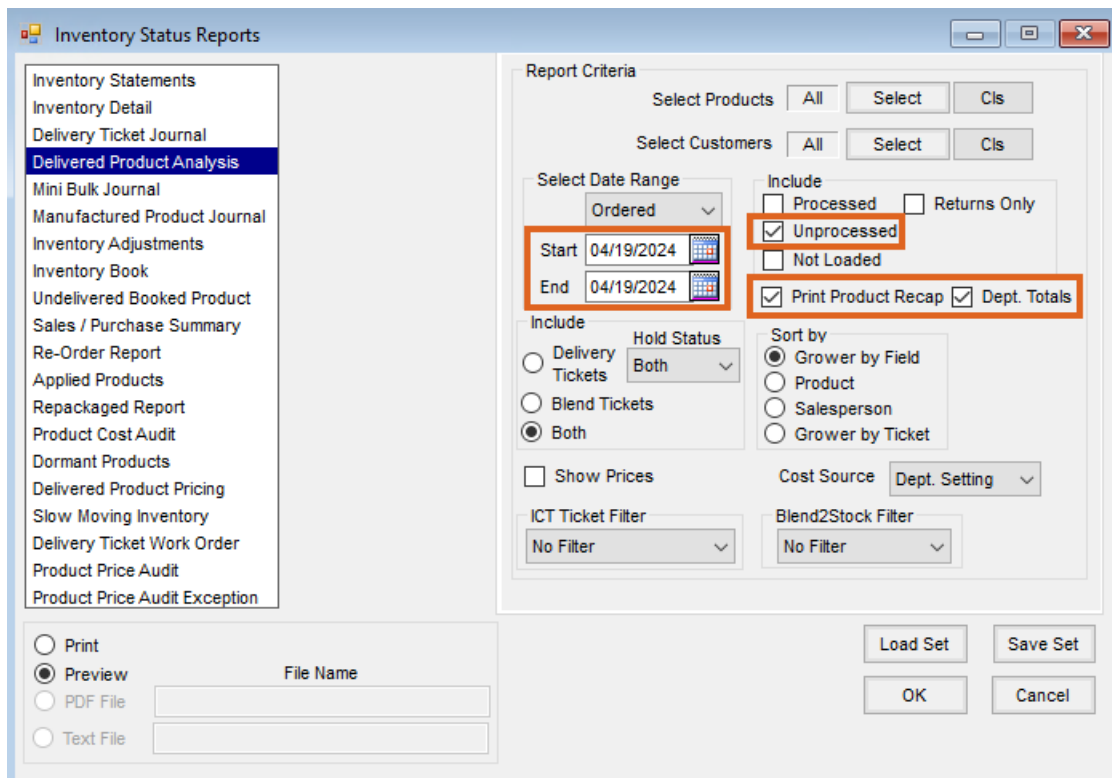 Inventory Status Reports
Inventory Statements
Inventory Detail
Delivery Ticket Journal
Delivered Product Analysis
Mini Bulk Journal
Manufactured Product Journal
Inventory Adjustments
Inventory Book
Undelivered Booked Product
Sales / Purchase Summary
Re-Order Report
Applied Products
Repackaged Report
Product Cost Audit
Dormant Products
Delivered Product Pricing
Slow Moving Inventory
Delivery Ticket Work Order
Product Price Audit
Product Price Audit Exception
Report Criteria
Select Products All Select Cls
Select Customers All Select Cls
Select Date Range
Ordered
Start 04/19/2024
End 04/19/2024
Include
Processed Returns Only
Unprocessed
Not Loaded
Print Product Recap Dept. Totals
Include
Hold Status
Delivery
Tickets
Both
Blend Tickets
Both
Sort by
Grower by Field
Product
Salesperson
Grower by Ticket
Show Prices
Cost Source Dept. Setting
ICT Ticket Filter
No Filter
Blend2Stock Filter
No Filter
Print
Preview
File Name
PDF File
Text File
Load Set Save Set
OK Cancel